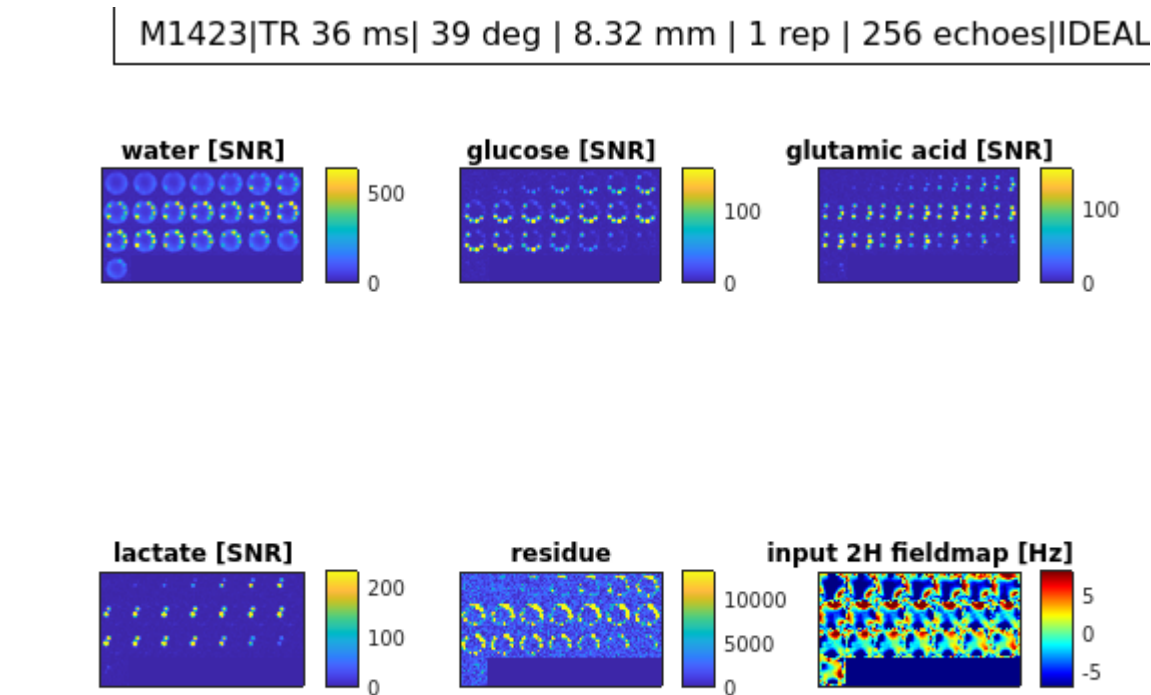 M1423|TR 36 ms| 39 deg | 8.32 mm | 1 rep | 256 echoes|IDEAL
water [SNR]
500
0
glucose [SNR]
100
0
glutamic acid [SNR]
100
0
lactate [SNR]
200
100
0
residue
10000
5000
0
input 2H fieldmap [Hz]
5
0
-5